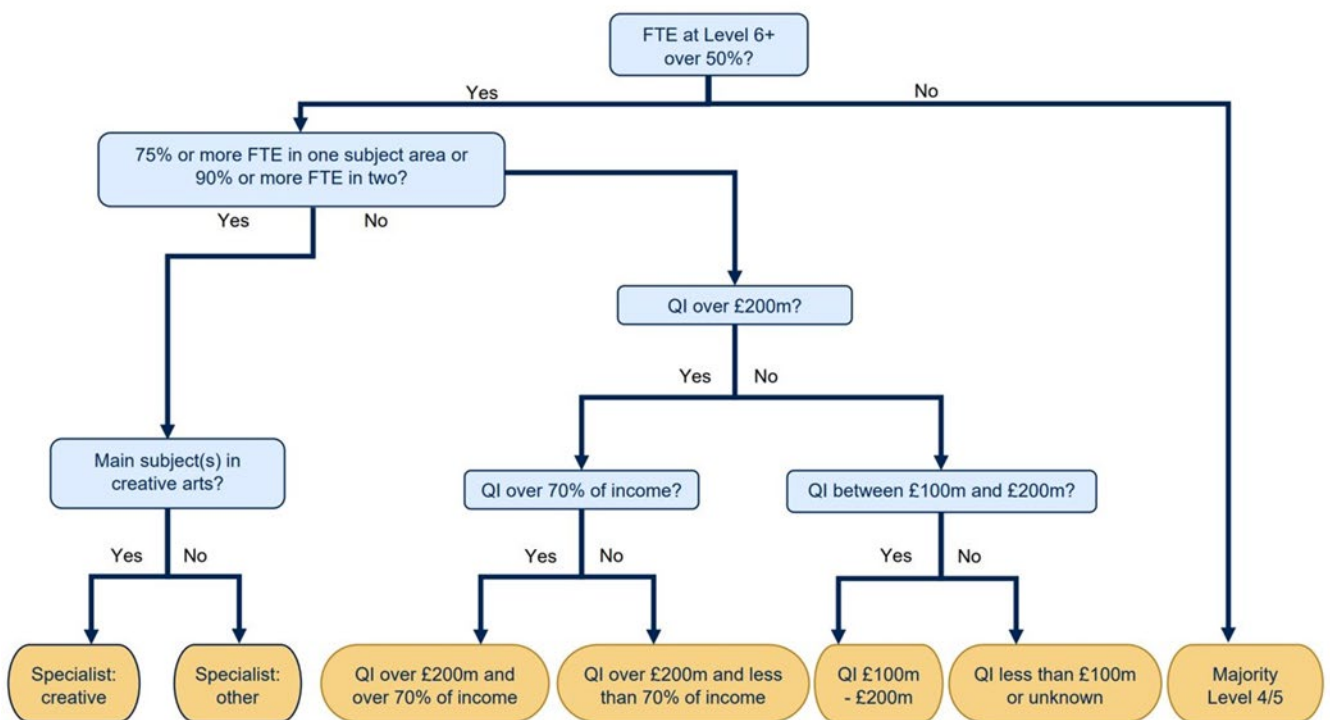 FTE at Level 6+
over 50%?
Yes
No
75% or more FTE in one subject area or
90% or more FTE in two?
Yes
No
QI over £200m?
Yes
No
Main subject(s) in
creative arts?
QI over 70% of income?
QI between £100m and £200m?
Yes
No
Yes
No
Yes
No
Specialist:
creative
Specialist:
other
QI over £200m and
over 70% of income
QI over £200m and less
than 70% of income
QI £100m
- £200m
QI less than £100m
or unknown
Majority
Level 4/5